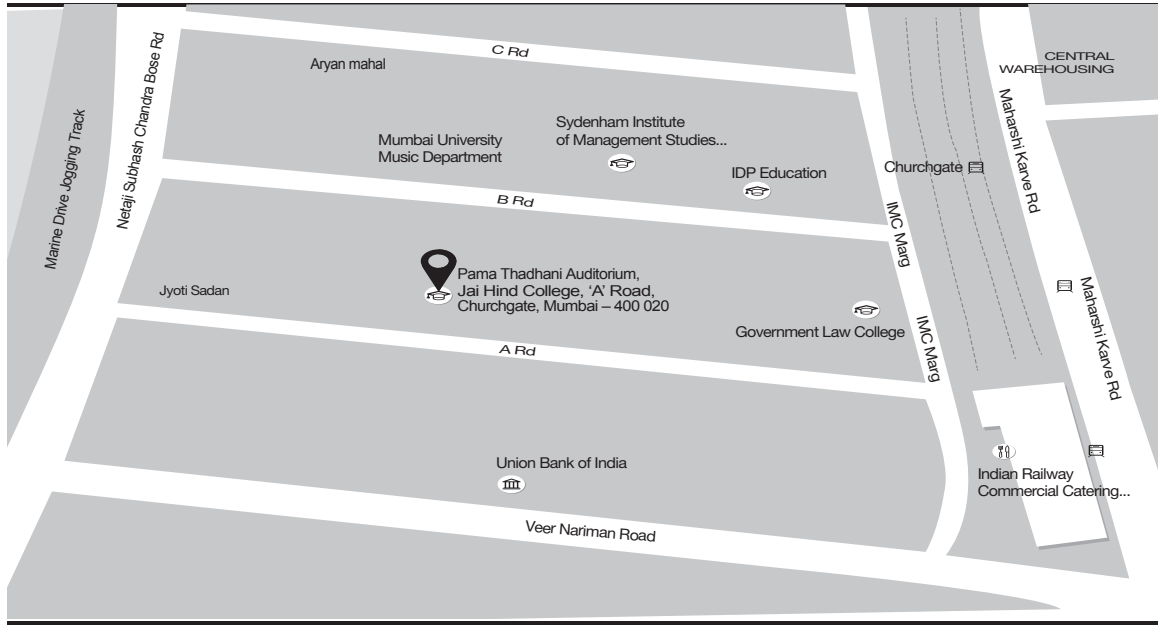 C Rd
Aryan mahal
CENTRAL
WAREHOUSING
Netaji Subhash Chandra Bose Rd
Marine Drive Jogging Track
Mumbai University
Music Department
Sydenham Institute
of Management Studies...
IDP Education
Churchgate
Maharshi Karve Rd
B Rd
IMC Marg
Jyoti Sadan
Pama Thadhani Auditorium,
Jai Hind College, ‘A’ Road,
Churchgate, Mumbai – 400 020
Government Law College
IMC Marg
Maharshi Karve Rd
A Rd
Union Bank of India
Indian Railway
Commercial Catering...
Veer Nariman Road